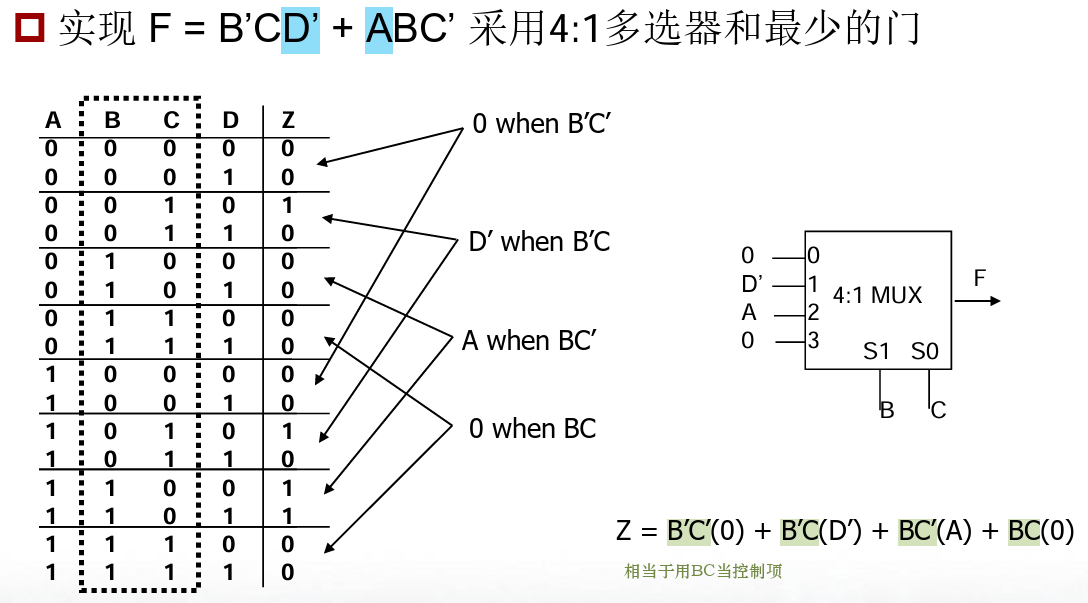 实现 F = B’CD’ + ABC’ 采用4:1多选器和最少的门
A B C D Z
0 0 0 0 0
0 0 0 1 0
0 0 1 0 1
0 0 1 1 0
0 1 0 0 0
0 1 0 1 0
0 1 1 0 0
0 1 1 1 0
1 0 0 0 0
1 0 0 1 0
1 0 1 0 1
1 0 1 1 0
1 1 0 0 1
1 1 0 1 1
1 1 1 0 0
1 1 1 1 0
0 when B’C’
D’ when B’C
A when BC’
0 when BC
0 0
D’ 1
A 2
0 3
4:1 MUX
F
S1 S0
B C
Z = B’C’(0) + B’C(D’) + BC’(A) + BC(0)
相当于用BC当控制项